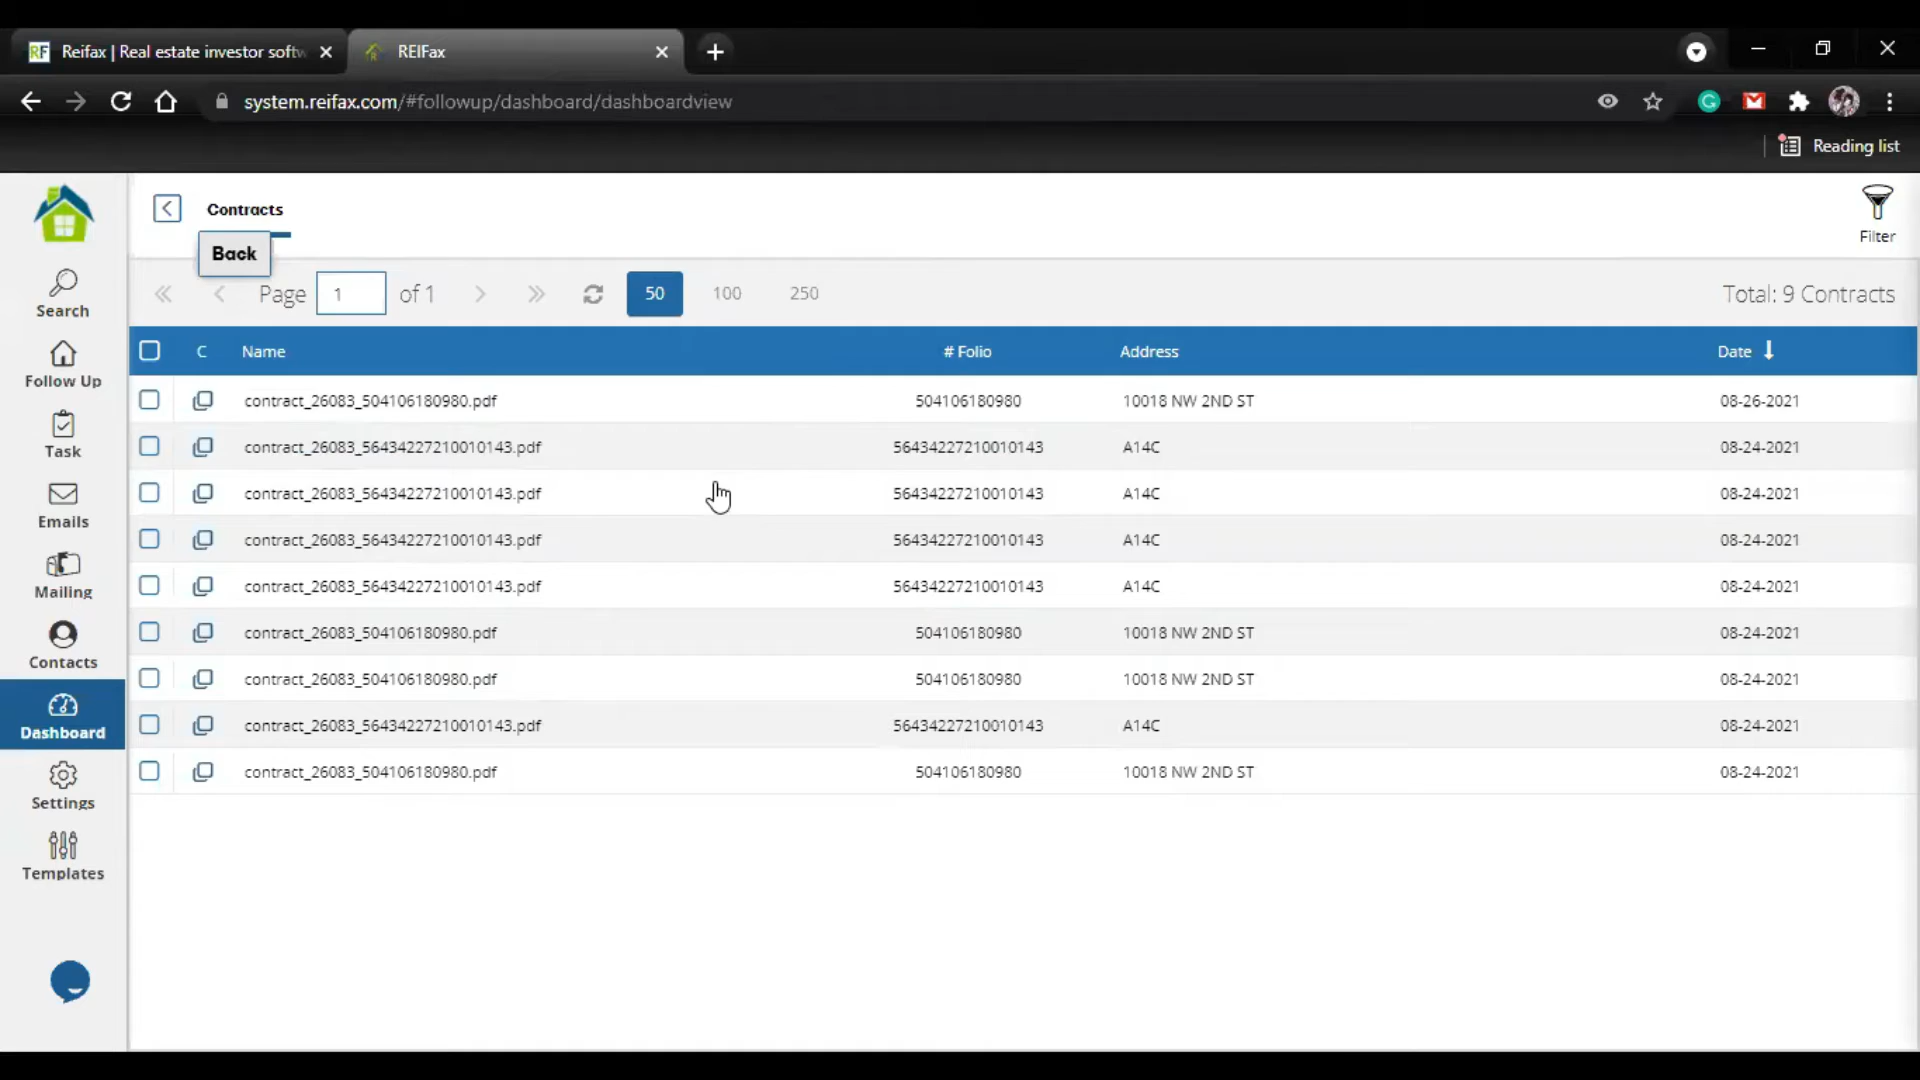 RF Reifax | Real estate investor softw
REIFax
system.reifax.com/#followup/dashboard/dashboardview
Reading list
Contracts
Filter
Back
Page 1 of 1 50 100 250 Total: 9 Contracts
C Name # Folio Address Date
contract_26083_504106180980.pdf 504106180980 10018 NW 2ND ST 08-26-2021
contract_26083_56434227210010143.pdf 56434227210010143 A14C 08-24-2021
contract_26083_56434227210010143.pdf 56434227210010143 A14C 08-24-2021
contract_26083_56434227210010143.pdf 56434227210010143 A14C 08-24-2021
contract_26083_56434227210010143.pdf 56434227210010143 A14C 08-24-2021
contract_26083_504106180980.pdf 504106180980 10018 NW 2ND ST 08-24-2021
contract_26083_504106180980.pdf 504106180980 10018 NW 2ND ST 08-24-2021
contract_26083_56434227210010143.pdf 56434227210010143 A14C 08-24-2021
contract_26083_504106180980.pdf 504106180980 10018 NW 2ND ST 08-24-2021
Search
Follow Up
Task
Emails
Mailing
Contacts
Dashboard
Settings
Templates